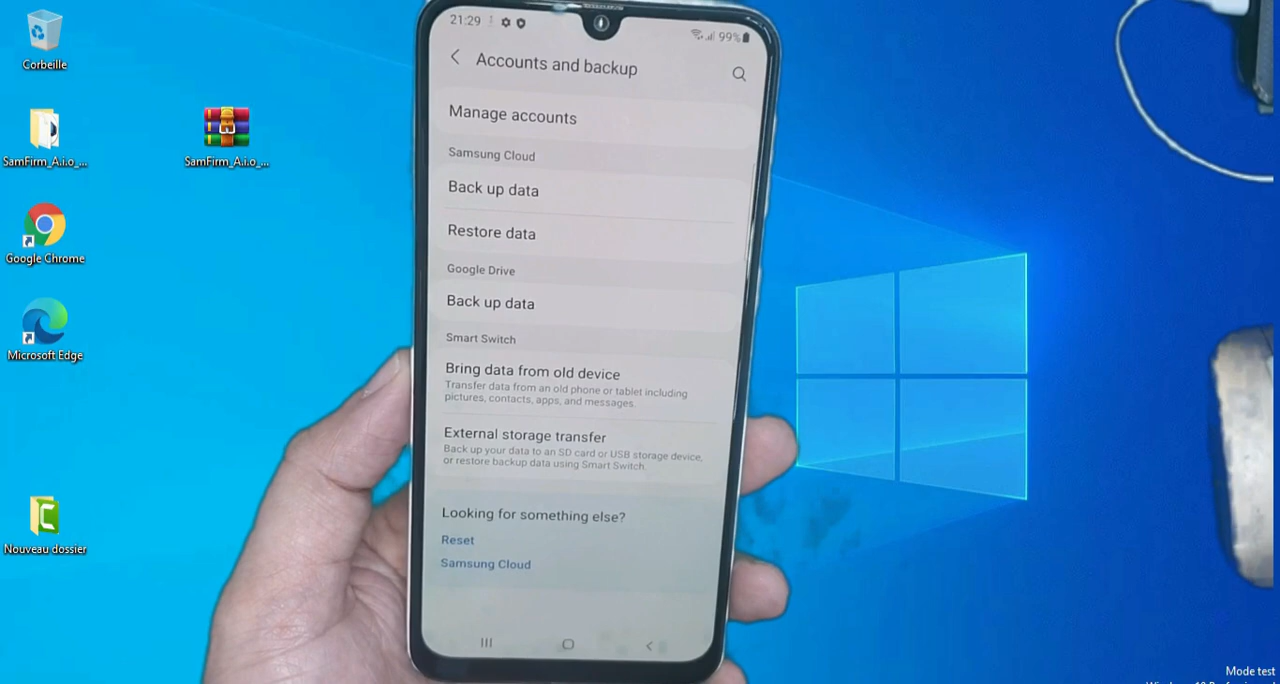 Corbeille
SamFirm_A.i.o_...
SamFirm_A.i.o_...
Google Chrome
Microsoft Edge
Nouveau dossier
21:29
99%
Accounts and backup
Manage accounts
Samsung Cloud
Back up data
Restore data
Google Drive
Back up data
Smart Switch
Bring data from old device
Transfer data from an old phone or tablet including
pictures, contacts, apps, and messages.
External storage transfer
Back up your data to an SD card or USB storage device,
or restore backup data using Smart Switch.
Looking for something else?
Reset
Samsung Cloud
Mode test